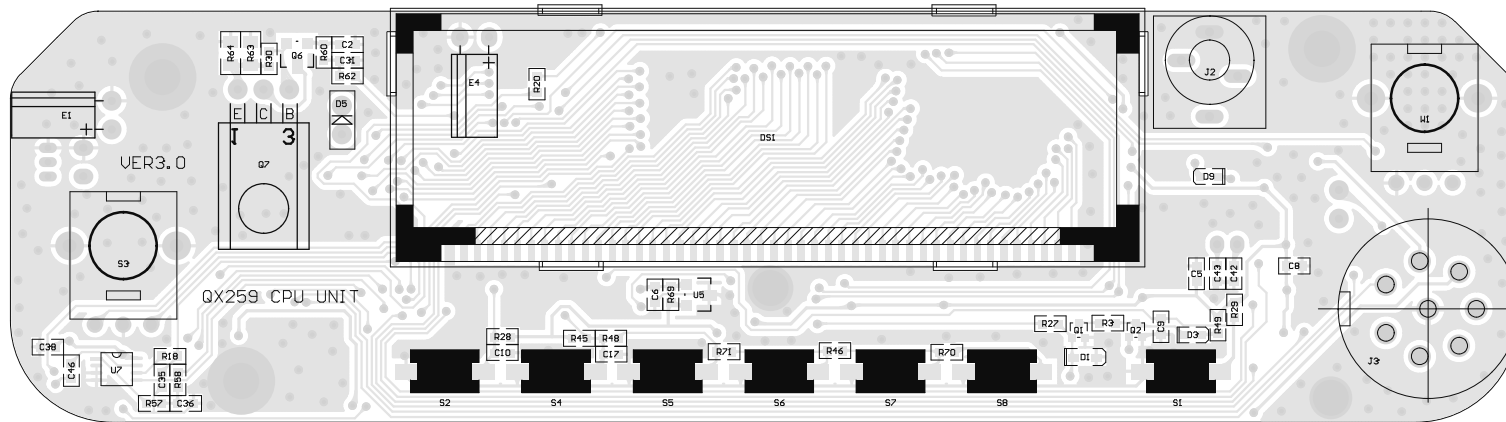 R64
R63
R30
Q6
R60
C2
C31
R62
E4
R20
J2
E1
E C B
D5
W1
1 3
DS1
VER3.0
Q7
D9
S3
QX259 CPU UNIT
C6
R69
U5
C5
C43
C42
C8
R29
R28
R45
R48
R27
Q1
R3
Q2
C9
D3
R49
C38
C10
C17
R71
R46
R70
D1
J3
C46
U7
R18
C35
R58
R57
C36
S2
S4
S5
S6
S7
S8
S1